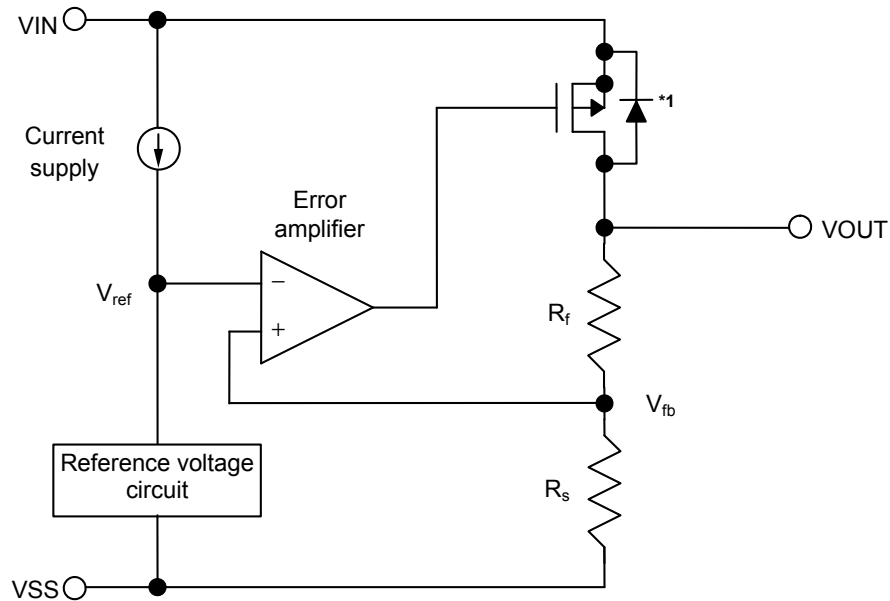 VIN
*1
Current
supply
Error
amplifier
VOUT
Vref
−
+
Rf
Vfb
Reference voltage
circuit
Rs
VSS